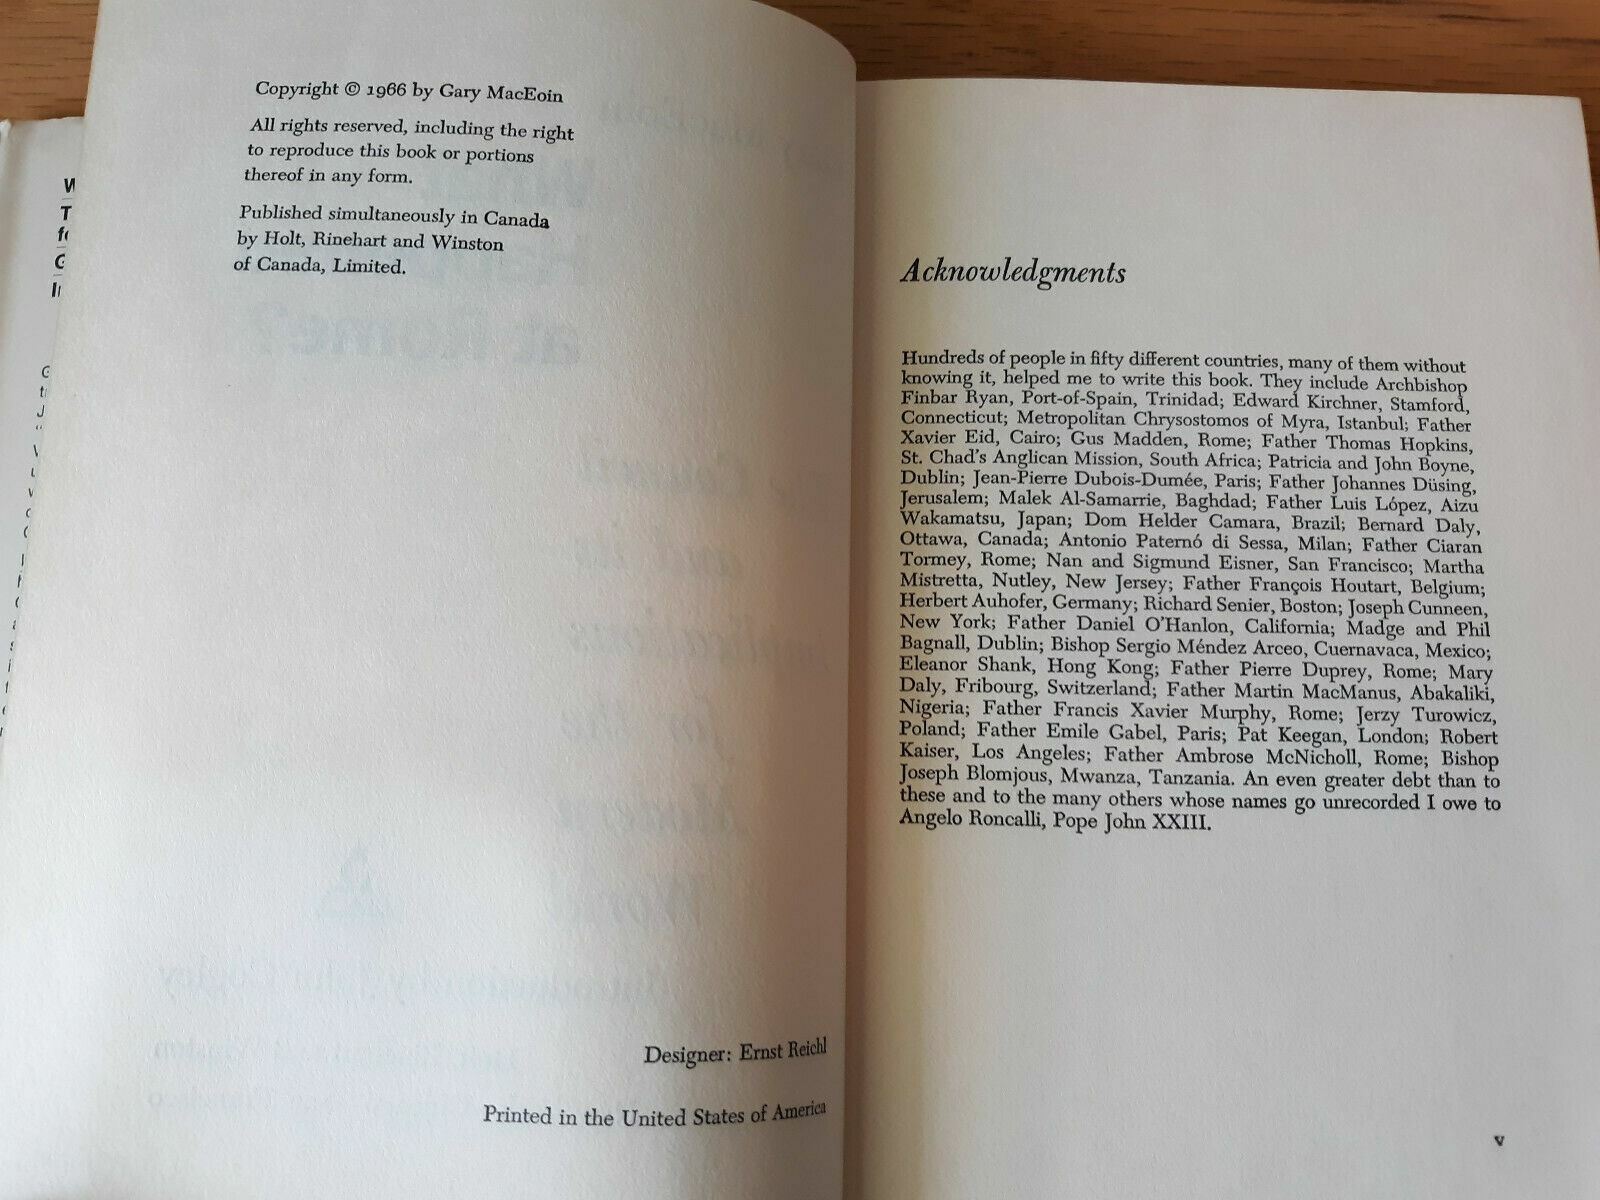 Copyright © 1966 by Gary MacEoin
All rights reserved, including the right
to reproduce this book or portions
thereof in any form.
Published simultaneously in Canada
by Holt, Rinehart and Winston
of Canada, Limited.
Designer: Ernst Reichl
Printed in the United States of America
Acknowledgments
Hundreds of people in fifty different countries, many of them without
knowing it, helped me to write this book. They include Archbishop
Finbar Ryan, Port-of-Spain, Trinidad; Edward Kirchner, Stamford,
Connecticut; Metropolitan Chrysostomos of Myra, Istanbul; Father
Xavier Eid, Cairo; Gus Madden, Rome; Father Thomas Hopkins,
St. Chad's Anglican Mission, South Africa; Patricia and John Boyne,
Dublin; Jean-Pierre Dubois-Dumée, Paris; Father Johannes Düsing,
Jerusalem; Malek Al-Samarrie, Baghdad; Father Luis López, Aizu
Wakamatsu, Japan; Dom Helder Camara, Brazil; Bernard Daly,
Ottawa, Canada; Antonio Paternó di Sessa, Milan; Father Ciaran
Tormey, Rome; Nan and Sigmund Eisner, San Francisco; Martha
Mistretta, Nutley, New Jersey; Father François Houtart, Belgium;
Herbert Auhofer, Germany; Richard Senier, Boston; Joseph Cunneen,
New York; Father Daniel O'Hanlon, California; Madge and Phil
Bagnall, Dublin; Bishop Sergio Méndez Arceo, Cuernavaca, Mexico;
Eleanor Shank, Hong Kong; Father Pierre Duprey, Rome; Mary
Daly, Fribourg, Switzerland; Father Martin MacManus, Abakaliki,
Nigeria; Father Francis Xavier Murphy, Rome; Jerzy Turowicz,
Poland; Father Emile Gabel, Paris; Pat Keegan, London; Robert
Kaiser, Los Angeles; Father Ambrose McNicholl, Rome; Bishop
Joseph Blomjous, Mwanza, Tanzania. An even greater debt than to
these and to the many others whose names go unrecorded I owe to
Angelo Roncalli, Pope John XXIII.
v